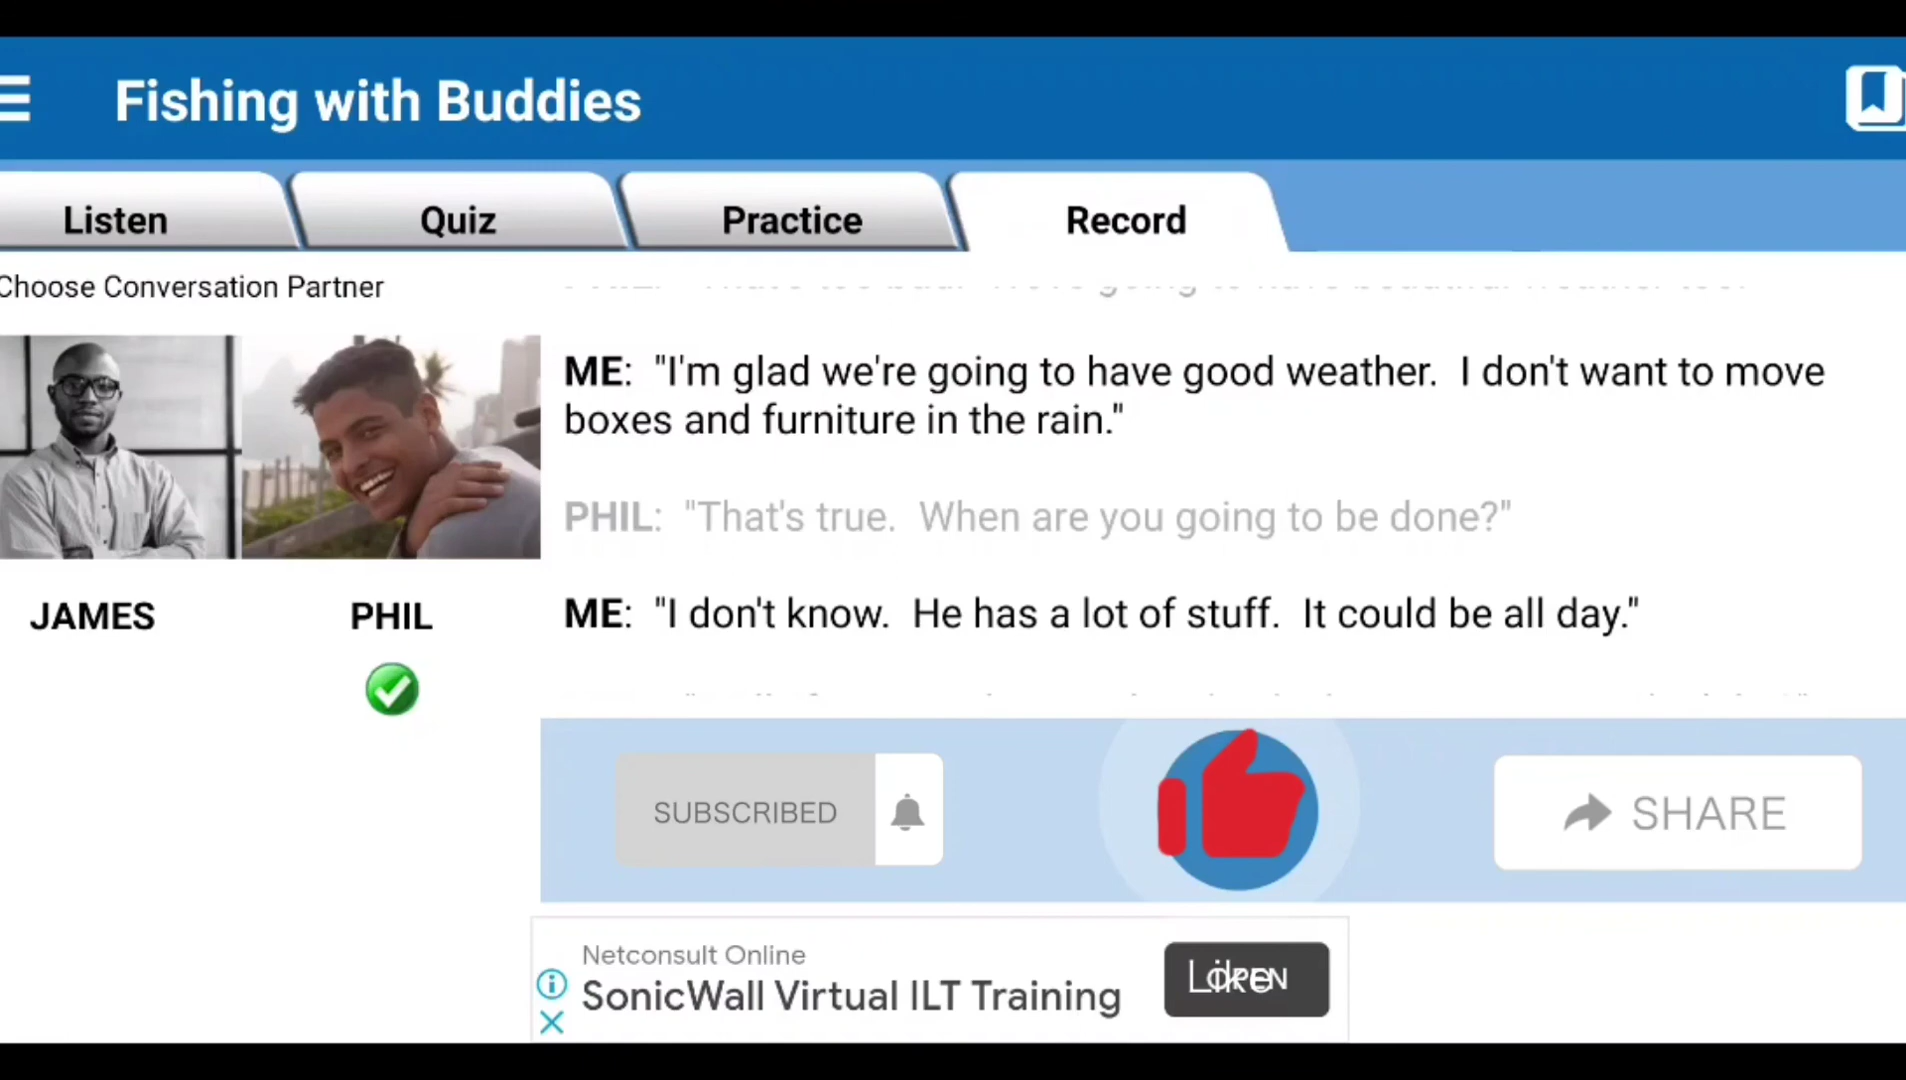 Fishing with Buddies
Listen
Quiz
Practice
Record
Choose Conversation Partner
ME: "I'm glad we're going to have good weather. I don't want to move
boxes and furniture in the rain."
PHIL: "That's true. When are you going to be done?"
ME: "I don't know. He has a lot of stuff. It could be all day."
JAMES
PHIL
SUBSCRIBED
SHARE
Netconsult Online
SonicWall Virtual ILT Training
OPEN
Like